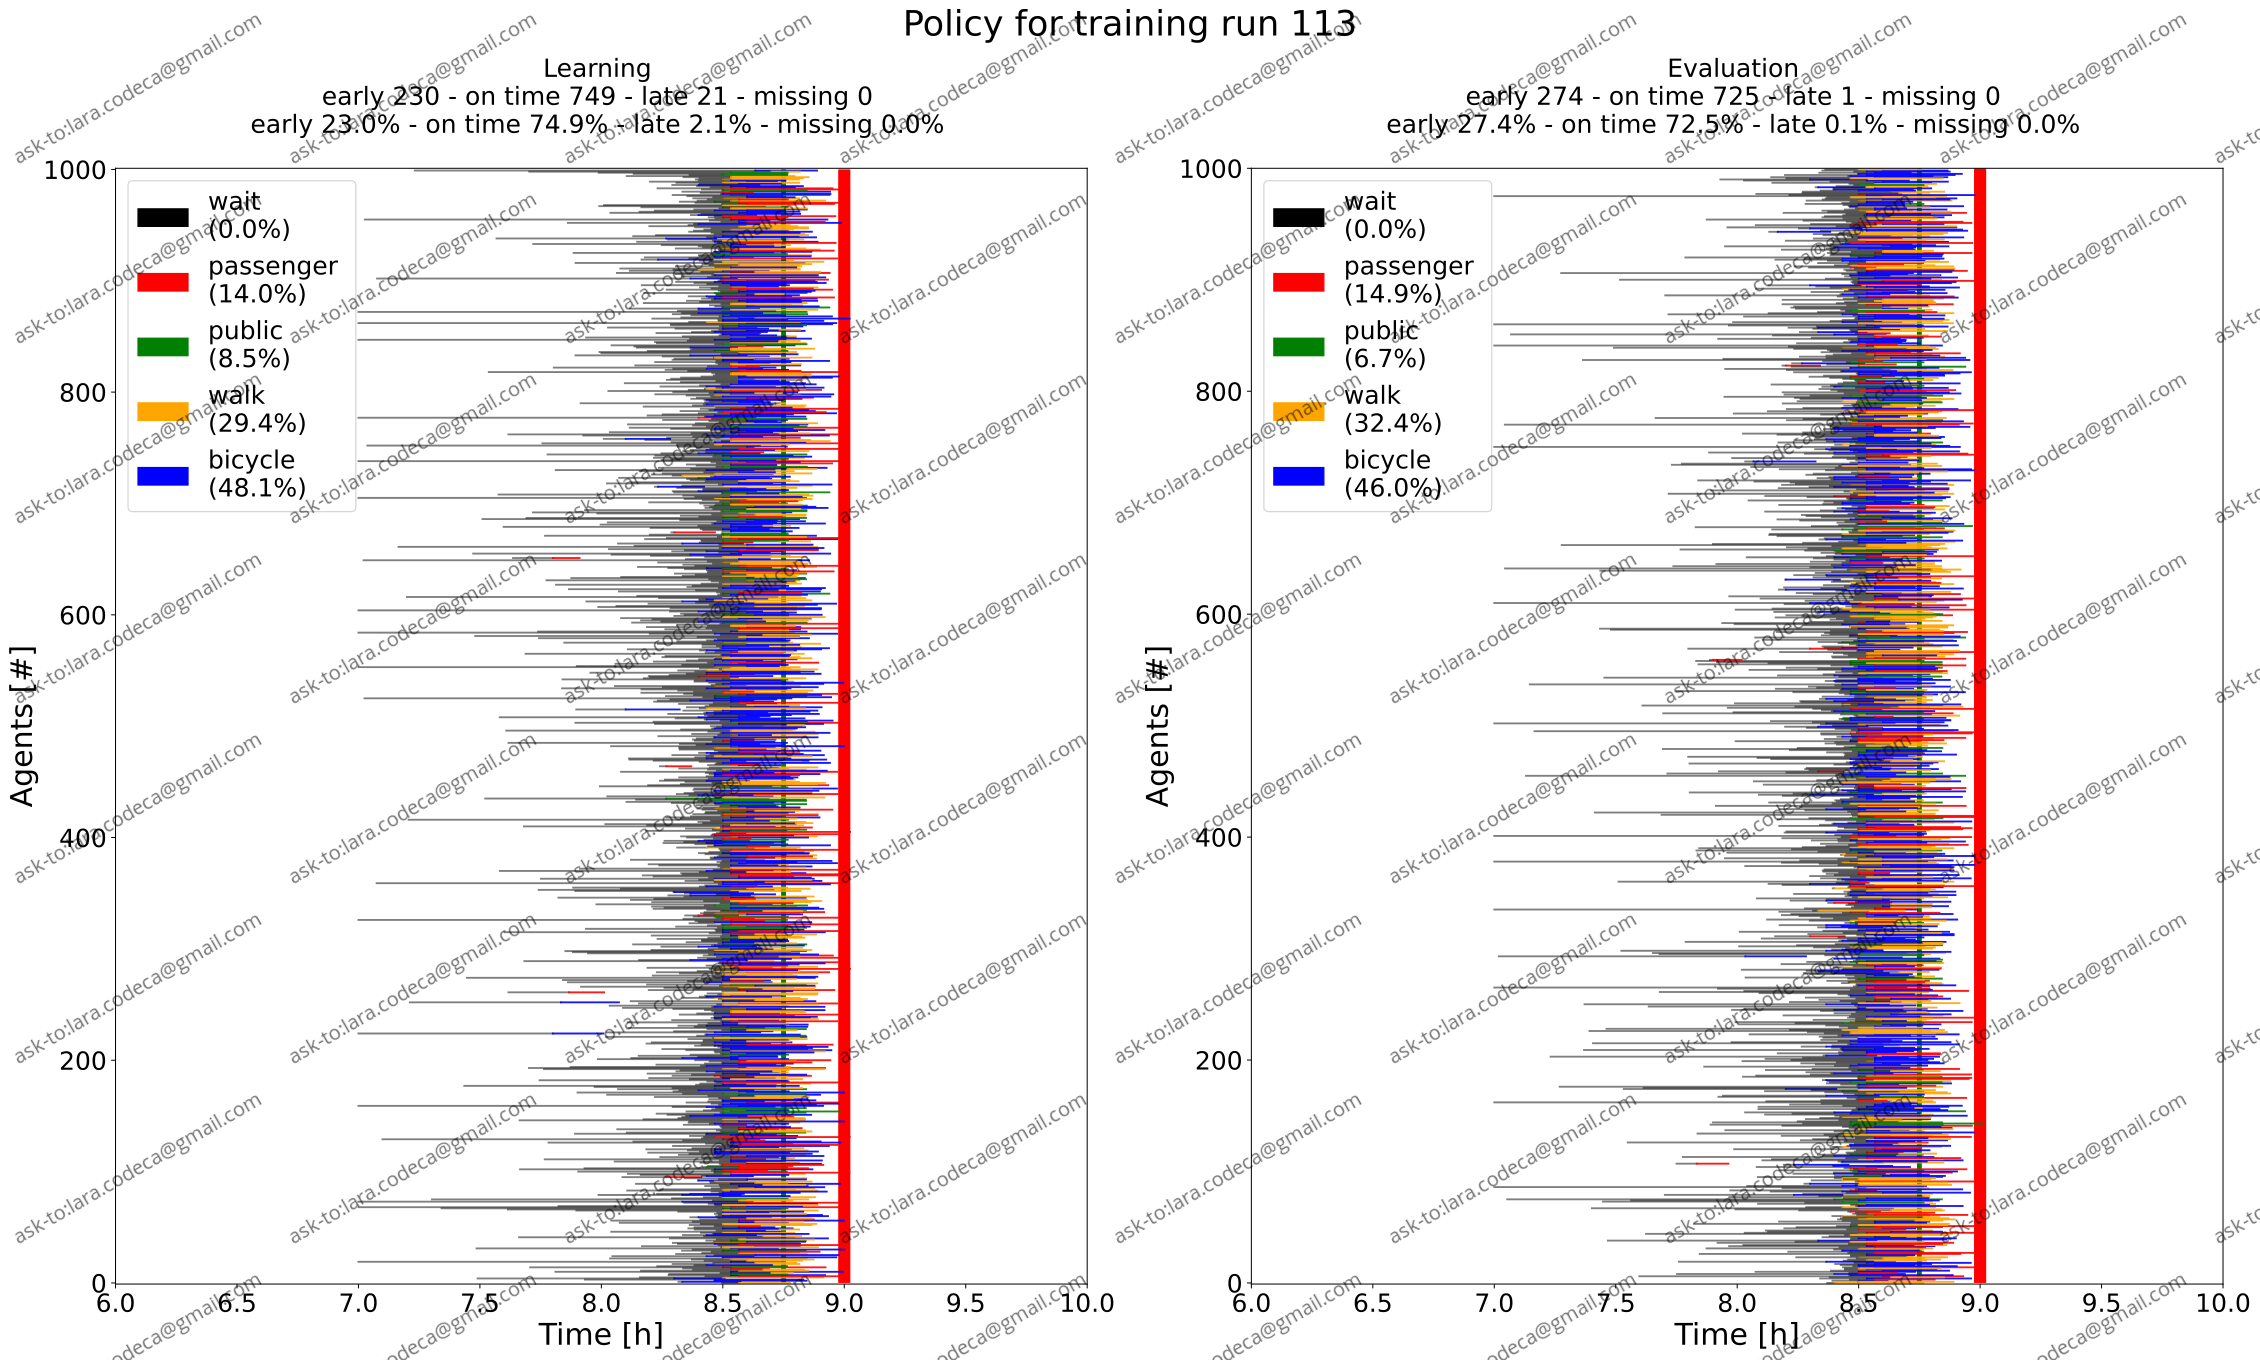 Policy for training run 113
Learning
early 230 - on time 749 - late 21 - missing 0
early 23.0% - on time 74.9% - late 2.1% - missing 0.0%
1000
800
600
400
200
0
Agents [#]
wait
(0.0%)
passenger
(14.0%)
public
(8.5%)
walk
(29.4%)
bicycle
(48.1%)
6.0 6.5 7.0 7.5 8.0 8.5 9.0 9.5 10.0
Time [h]
Evaluation
early 274 - on time 725 - late 1 - missing 0
early 27.4% - on time 72.5% - late 0.1% - missing 0.0%
1000
800
600
400
200
0
Agents [#]
wait
(0.0%)
passenger
(14.9%)
public
(6.7%)
walk
(32.4%)
bicycle
(46.0%)
6.0 6.5 7.0 7.5 8.0 8.5 9.0 9.5 10.0
Time [h]
ask-to:lara.codeca@gmail.com